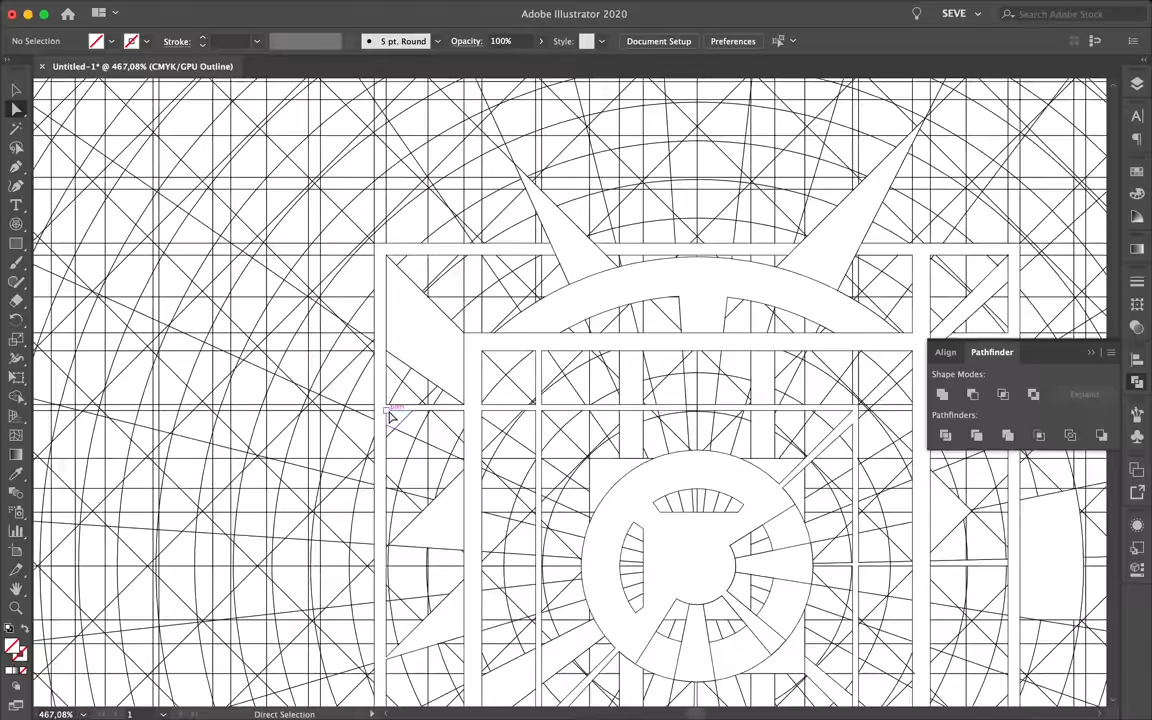 Adobe Illustrator 2020
SEVE
Search Adobe Stock
No Selection
Stroke:
5 pt. Round
Opacity:
100%
Style:
Document Setup
Preferences
× Untitled-1* @ 467,08% (CMYK/GPU Outline)
path
Align
Pathfinder
Shape Modes:
Expand
Pathfinders:
467,08%
1
Direct Selection